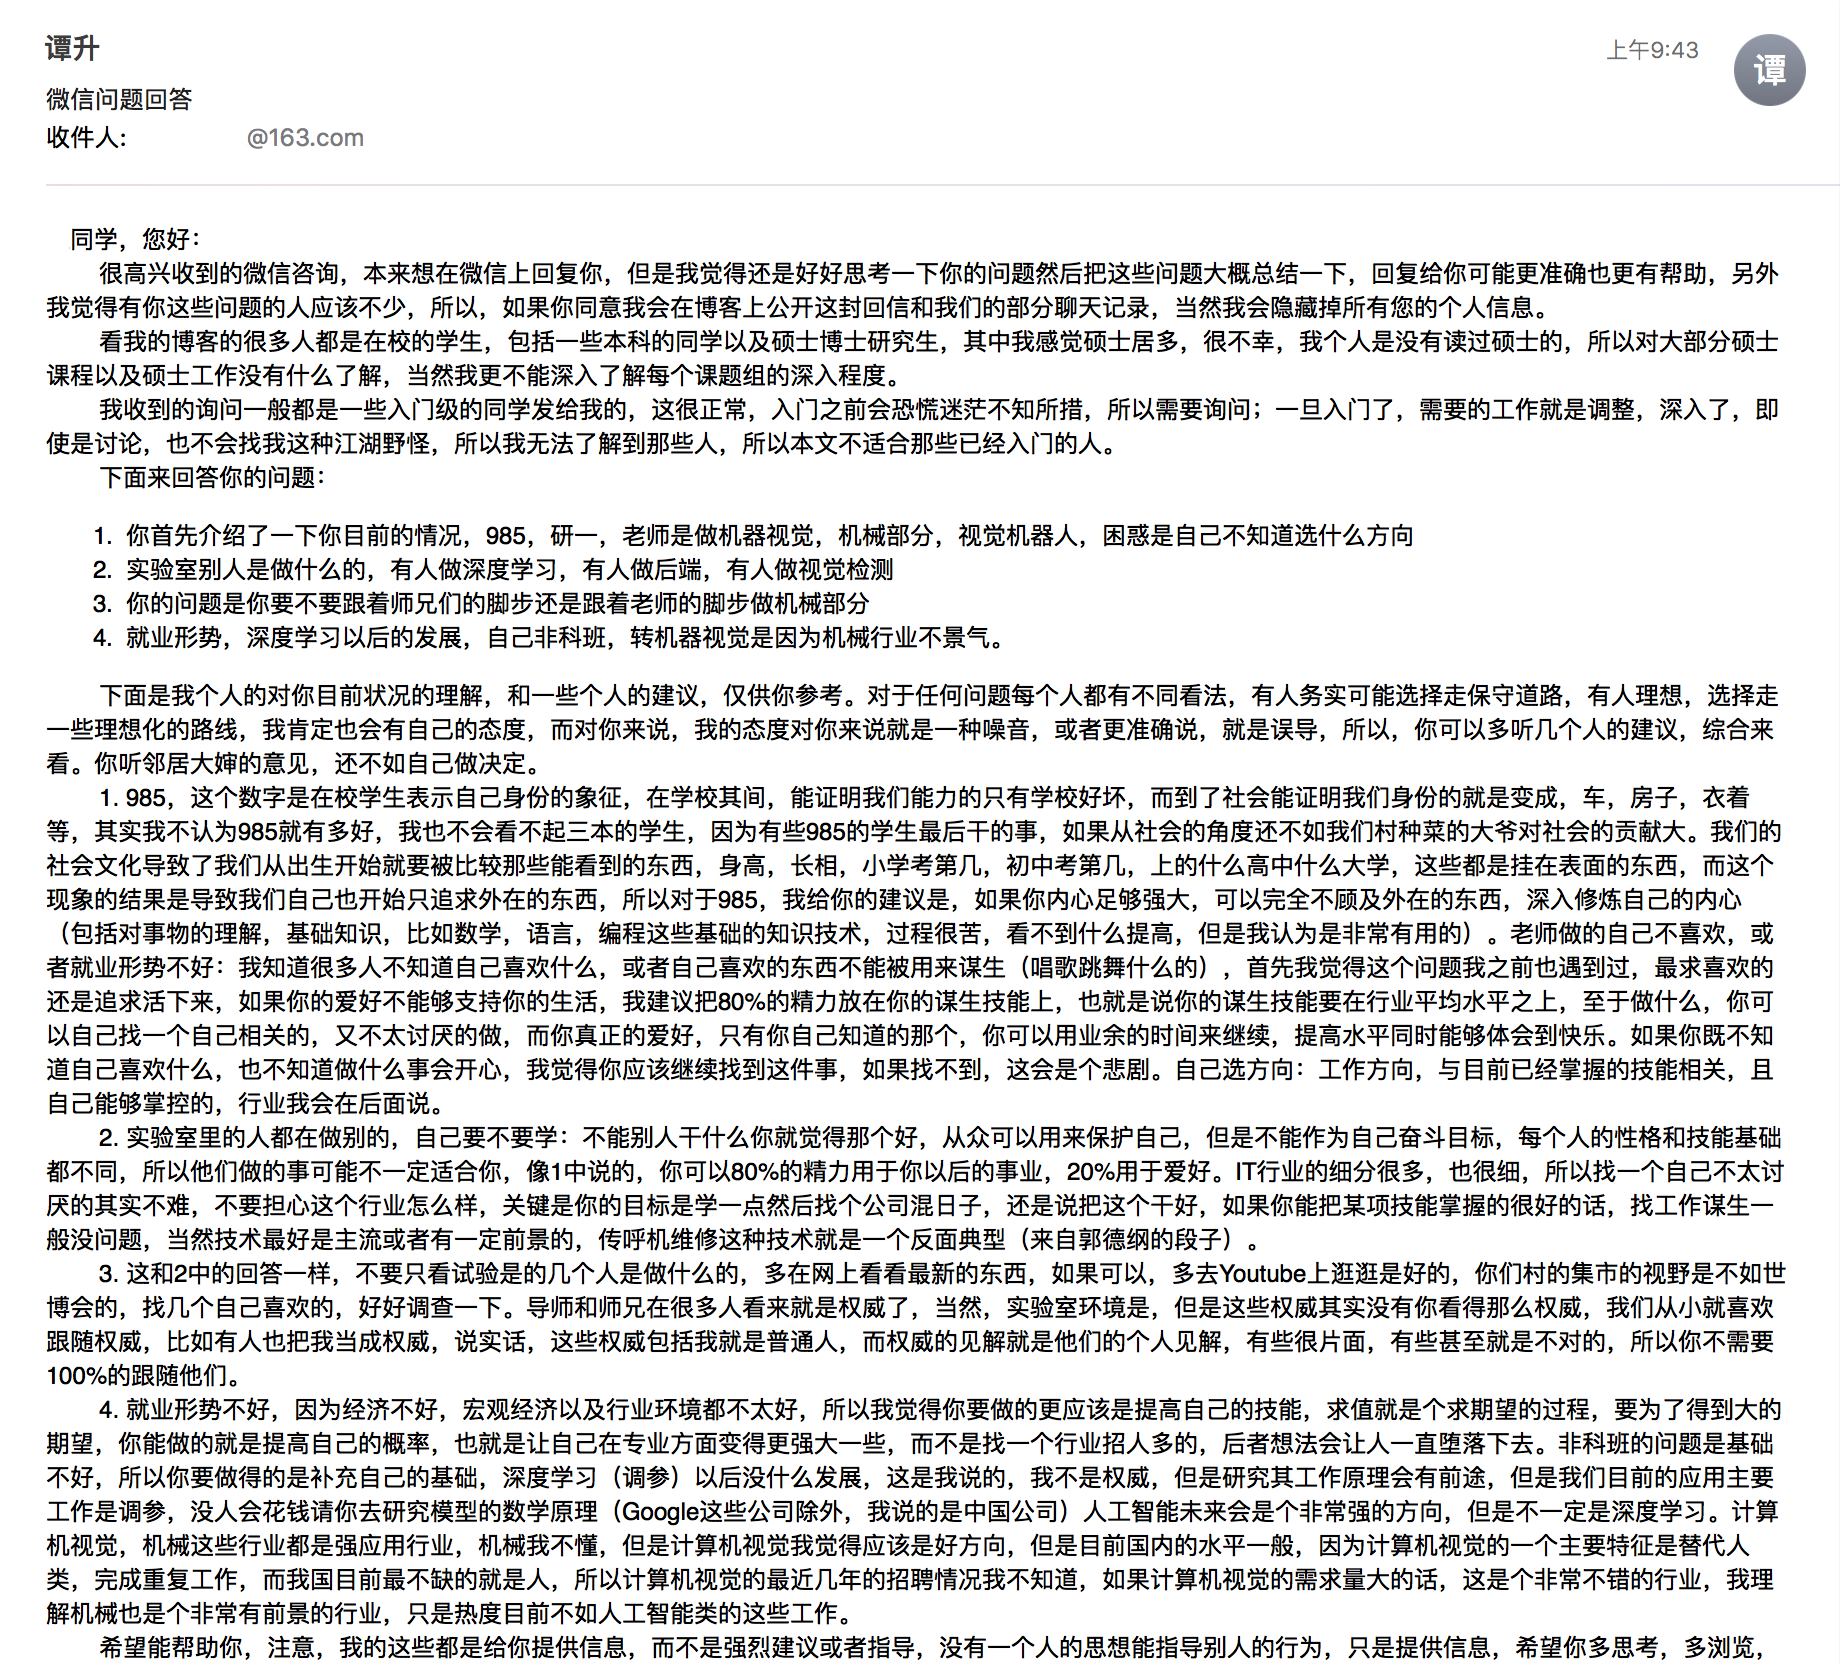 谭升
上午9:43
谭
微信问题回答
收件人:
@163.com
同学，您好：
很高兴收到的微信咨询，本来想在微信上回复你，但是我觉得还是好好思考一下你的问题然后把这些问题大概总结一下，回复给你可能更准确也更有帮助，另外
我觉得有你这些问题的人应该不少，所以，如果你同意我会在博客上公开这封回信和我们的部分聊天记录，当然我会隐藏掉所有您的个人信息。
看我的博客的很多人都是在校的学生，包括一些本科的同学以及硕士博士研究生，其中我感觉硕士居多，很不幸，我个人是没有读过硕士的，所以对大部分硕士
课程以及硕士工作没有什么了解，当然我更不能深入了解每个课题组的深入程度。
我收到的询问一般都是一些入门级的同学发给我的，这很正常，入门之前会恐慌迷茫不知所措，所以需要询问；一旦入门了，需要的工作就是调整，深入了，即
使是讨论，也不会找我这种江湖野怪，所以我无法了解到那些人，所以本文不适合那些已经入门的人。
下面来回答你的问题：
1. 你首先介绍了一下你目前的情况，985，研一，老师是做机器视觉，机械部分，视觉机器人，困惑是自己不知道选什么方向
2. 实验室别人是做什么的，有人做深度学习，有人做后端，有人做视觉检测
3. 你的问题是你要不要跟着师兄们的脚步还是跟着老师的脚步做机械部分
4. 就业形势，深度学习以后的发展，自己非科班，转机器视觉是因为机械行业不景气。
下面是我个人的对你目前状况的理解，和一些个人的建议，仅供你参考。对于任何问题每个人都有不同看法，有人务实可能选择走保守道路，有人理想，选择走
一些理想化的路线，我肯定也会有自己的态度，而对你来说，我的态度对你来说就是一种噪音，或者更准确说，就是误导，所以，你可以多听几个人的建议，综合来
看。你听邻居大婶的意见，还不如自己做决定。
1. 985，这个数字是在校学生表示自己身份的象征，在学校其间，能证明我们能力的只有学校好坏，而到了社会能证明我们身份的就是变成，车，房子，衣着
等，其实我不认为985就有多好，我也不会看不起三本的学生，因为有些985的学生最后干的事，如果从社会的角度还不如我们村种菜的大爷对社会的贡献大。我们的
社会文化导致了我们从出生开始就要被比较那些能看到的东西，身高，长相，小学考第几，初中考第几，上的什么高中什么大学，这些都是挂在表面的东西，而这个
现象的结果是导致我们自己也开始只追求外在的东西，所以对于985，我给你的建议是，如果你内心足够强大，可以完全不顾及外在的东西，深入修炼自己的内心
（包括对事物的理解，基础知识，比如数学，语言，编程这些基础的知识技术，过程很苦，看不到什么提高，但是我认为是非常有用的）。老师做的自己不喜欢，或
者就业形势不好：我知道很多人不知道自己喜欢什么，或者自己喜欢的东西不能被用来谋生（唱歌跳舞什么的），首先我觉得这个问题我之前也遇到过，最求喜欢的
还是追求活下来，如果你的爱好不能够支持你的生活，我建议把80%的精力放在你的谋生技能上，也就是说你的谋生技能要在行业平均水平之上，至于做什么，你可
以自己找一个自己相关的，又不太讨厌的做，而你真正的爱好，只有你自己知道的那个，你可以用业余的时间来继续，提高水平同时能够体会到快乐。如果你既不知
道自己喜欢什么，也不知道做什么事会开心，我觉得你应该继续找到这件事，如果找不到，这会是个悲剧。自己选方向：工作方向，与目前已经掌握的技能相关，且
自己能够掌控的，行业我会在后面说。
2. 实验室里的人都在做别的，自己要不要学：不能别人干什么你就觉得那个好，从众可以用来保护自己，但是不能作为自己奋斗目标，每个人的性格和技能基础
都不同，所以他们做的事可能不一定适合你，像1中说的，你可以80%的精力用于你以后的事业，20%用于爱好。IT行业的细分很多，也很细，所以找一个自己不太讨
厌的其实不难，不要担心这个行业怎么样，关键是你的目标是学一点然后找个公司混日子，还是说把这个干好，如果你能把某项技能掌握的很好的话，找工作谋生一
般没问题，当然技术最好是主流或者有一定前景的，传呼机维修这种技术就是一个反面典型（来自郭德纲的段子）。
3. 这和2中的回答一样，不要只看试验是的几个人是做什么的，多在网上看看最新的东西，如果可以，多去Youtube上逛逛是好的，你们村的集市的视野是不如世
博会的，找几个自己喜欢的，好好调查一下。导师和师兄在很多人看来就是权威了，当然，实验室环境是，但是这些权威其实没有你看得那么权威，我们从小就喜欢
跟随权威，比如有人也把我当成权威，说实话，这些权威包括我就是普通人，而权威的见解就是他们的个人见解，有些很片面，有些甚至就是不对的，所以你不需要
100%的跟随他们。
4. 就业形势不好，因为经济不好，宏观经济以及行业环境都不太好，所以我觉得你要做的更应该是提高自己的技能，求值就是个求期望的过程，要为了得到大的
期望，你能做的就是提高自己的概率，也就是让自己在专业方面变得更强大一些，而不是找一个行业招人多的，后者想法会让人一直堕落下去。非科班的问题是基础
不好，所以你要做得的是补充自己的基础，深度学习（调参）以后没什么发展，这是我说的，我不是权威，但是研究其工作原理会有前途，但是我们目前的应用主要
工作是调参，没人会花钱请你去研究模型的数学原理（Google这些公司除外，我说的是中国公司）人工智能未来会是个非常强的方向，但是不一定是深度学习。计算
机视觉，机械这些行业都是强应用行业，机械我不懂，但是计算机视觉我觉得应该是好方向，但是目前国内的水平一般，因为计算机视觉的一个主要特征是替代人
类，完成重复工作，而我国目前最不缺的就是人，所以计算机视觉的最近几年的招聘情况我不知道，如果计算机视觉的需求量大的话，这是个非常不错的行业，我理
解机械也是个非常有前景的行业，只是热度目前不如人工智能类的这些工作。
希望能帮助你，注意，我的这些都是给你提供信息，而不是强烈建议或者指导，没有一个人的思想能指导别人的行为，只是提供信息，希望你多思考，多浏览，